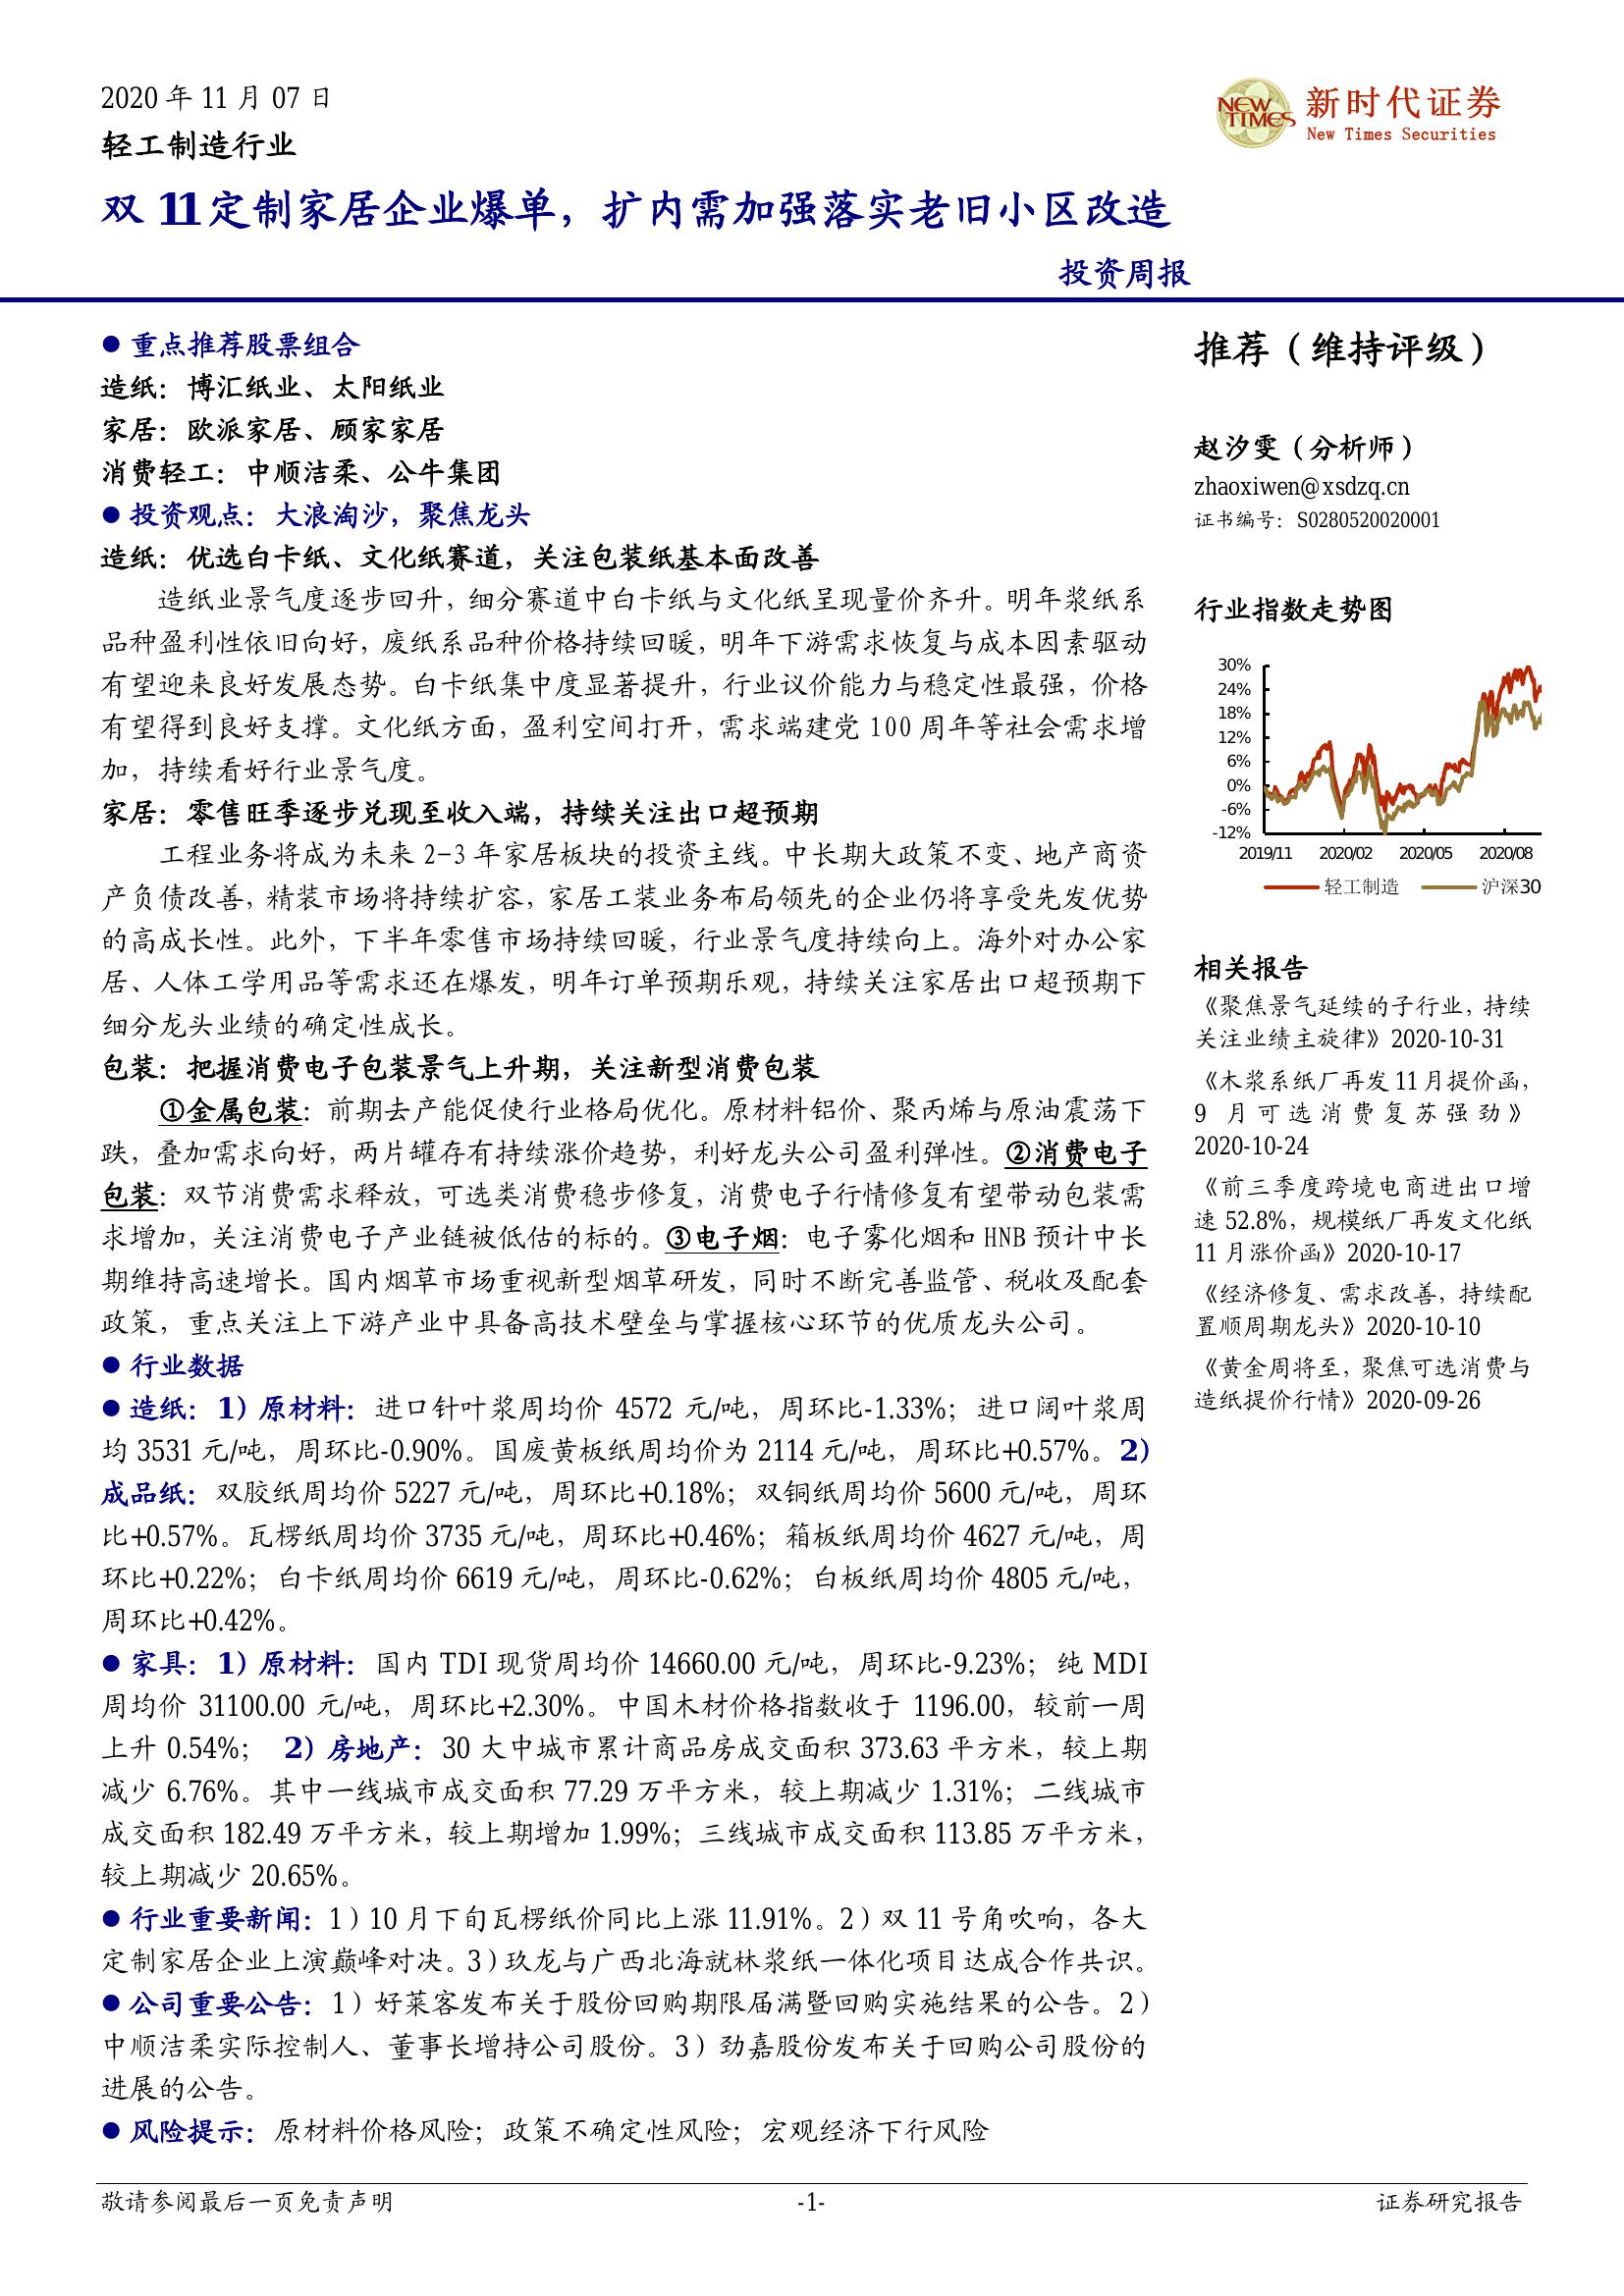 2020 年 11 月 07 日
轻工制造行业
NEW TIMES
新时代证券
New Times Securities
双 11 定制家居企业爆单，扩内需加强落实老旧小区改造
投资周报
● 重点推荐股票组合
造纸：博汇纸业、太阳纸业
家居：欧派家居、顾家家居
消费轻工：中顺洁柔、公牛集团
● 投资观点：大浪淘沙，聚焦龙头
造纸：优选白卡纸、文化纸赛道，关注包装纸基本面改善
造纸业景气度逐步回升，细分赛道中白卡纸与文化纸呈现量价齐升。明年浆纸系
品种盈利性依旧向好，废纸系品种价格持续回暖，明年下游需求恢复与成本因素驱动
有望迎来良好发展态势。白卡纸集中度显著提升，行业议价能力与稳定性最强，价格
有望得到良好支撑。文化纸方面，盈利空间打开，需求端建党 100 周年等社会需求增
加，持续看好行业景气度。
家居：零售旺季逐步兑现至收入端，持续关注出口超预期
工程业务将成为未来 2-3 年家居板块的投资主线。中长期大政策不变、地产商资
产负债改善，精装市场将持续扩容，家居工装业务布局领先的企业仍将享受先发优势
的高成长性。此外，下半年零售市场持续回暖，行业景气度持续向上。海外对办公家
居、人体工学用品等需求还在爆发，明年订单预期乐观，持续关注家居出口超预期下
细分龙头业绩的确定性成长。
包装：把握消费电子包装景气上升期，关注新型消费包装
①金属包装：前期去产能促使行业格局优化。原材料铝价、聚丙烯与原油震荡下
跌，叠加需求向好，两片罐存有持续涨价趋势，利好龙头公司盈利弹性。②消费电子
包装：双节消费需求释放，可选类消费稳步修复，消费电子行情修复有望带动包装需
求增加，关注消费电子产业链被低估的标的。③电子烟：电子雾化烟和 HNB 预计中长
期维持高速增长。国内烟草市场重视新型烟草研发，同时不断完善监管、税收及配套
政策，重点关注上下游产业中具备高技术壁垒与掌握核心环节的优质龙头公司。
● 行业数据
● 造纸：1）原材料：进口针叶浆周均价 4572 元/吨，周环比-1.33%；进口阔叶浆周
均 3531 元/吨，周环比-0.90%。国废黄板纸周均价为 2114 元/吨，周环比+0.57%。2）
成品纸：双胶纸周均价 5227 元/吨，周环比+0.18%；双铜纸周均价 5600 元/吨，周环
比+0.57%。瓦楞纸周均价 3735 元/吨，周环比+0.46%；箱板纸周均价 4627 元/吨，周
环比+0.22%；白卡纸周均价 6619 元/吨，周环比-0.62%；白板纸周均价 4805 元/吨，
周环比+0.42%。
● 家具：1）原材料：国内 TDI 现货周均价 14660.00 元/吨，周环比-9.23%；纯 MDI
周均价 31100.00 元/吨，周环比+2.30%。中国木材价格指数收于 1196.00，较前一周
上升 0.54%； 2）房地产：30 大中城市累计商品房成交面积 373.63 平方米，较上期
减少 6.76%。其中一线城市成交面积 77.29 万平方米，较上期减少 1.31%；二线城市
成交面积 182.49 万平方米，较上期增加 1.99%；三线城市成交面积 113.85 万平方米，
较上期减少 20.65%。
● 行业重要新闻：1）10 月下旬瓦楞纸价同比上涨 11.91%。2）双 11 号角吹响，各大
定制家居企业上演巅峰对决。3）玖龙与广西北海就林浆纸一体化项目达成合作共识。
● 公司重要公告：1）好莱客发布关于股份回购期限届满暨回购实施结果的公告。2）
中顺洁柔实际控制人、董事长增持公司股份。3）劲嘉股份发布关于回购公司股份的
进展的公告。
● 风险提示：原材料价格风险；政策不确定性风险；宏观经济下行风险
推荐（维持评级）
赵汐雯（分析师）
zhaoxiwen@xsdzq.cn
证书编号：S0280520020001
行业指数走势图
30%
24%
18%
12%
6%
0%
-6%
-12%
2019/11 2020/02 2020/05 2020/08
轻工制造 沪深30
相关报告
《聚焦景气延续的子行业，持续
关注业绩主旋律》2020-10-31
《木浆系纸厂再发 11 月提价函，
9 月可选消费复苏强劲》
2020-10-24
《前三季度跨境电商进出口增
速 52.8%，规模纸厂再发文化纸
11 月涨价函》2020-10-17
《经济修复、需求改善，持续配
置顺周期龙头》2020-10-10
《黄金周将至，聚焦可选消费与
造纸提价行情》2020-09-26
敬请参阅最后一页免责声明
-1-
证券研究报告